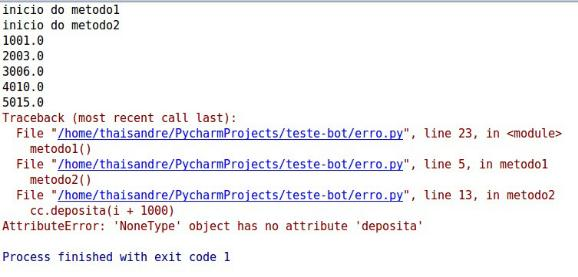 inicio do metodo1
inicio do metodo2
1001.0
2003.0
3006.0
4010.0
5015.0
Traceback (most recent call last):
  File "/home/thaisandre/PycharmProjects/teste-bot/erro.py", line 23, in <module>
    metodo1()
  File "/home/thaisandre/PycharmProjects/teste-bot/erro.py", line 5, in metodo1
    metodo2()
  File "/home/thaisandre/PycharmProjects/teste-bot/erro.py", line 13, in metodo2
    cc.deposita(i + 1000)
AttributeError: 'NoneType' object has no attribute 'deposita'
Process finished with exit code 1